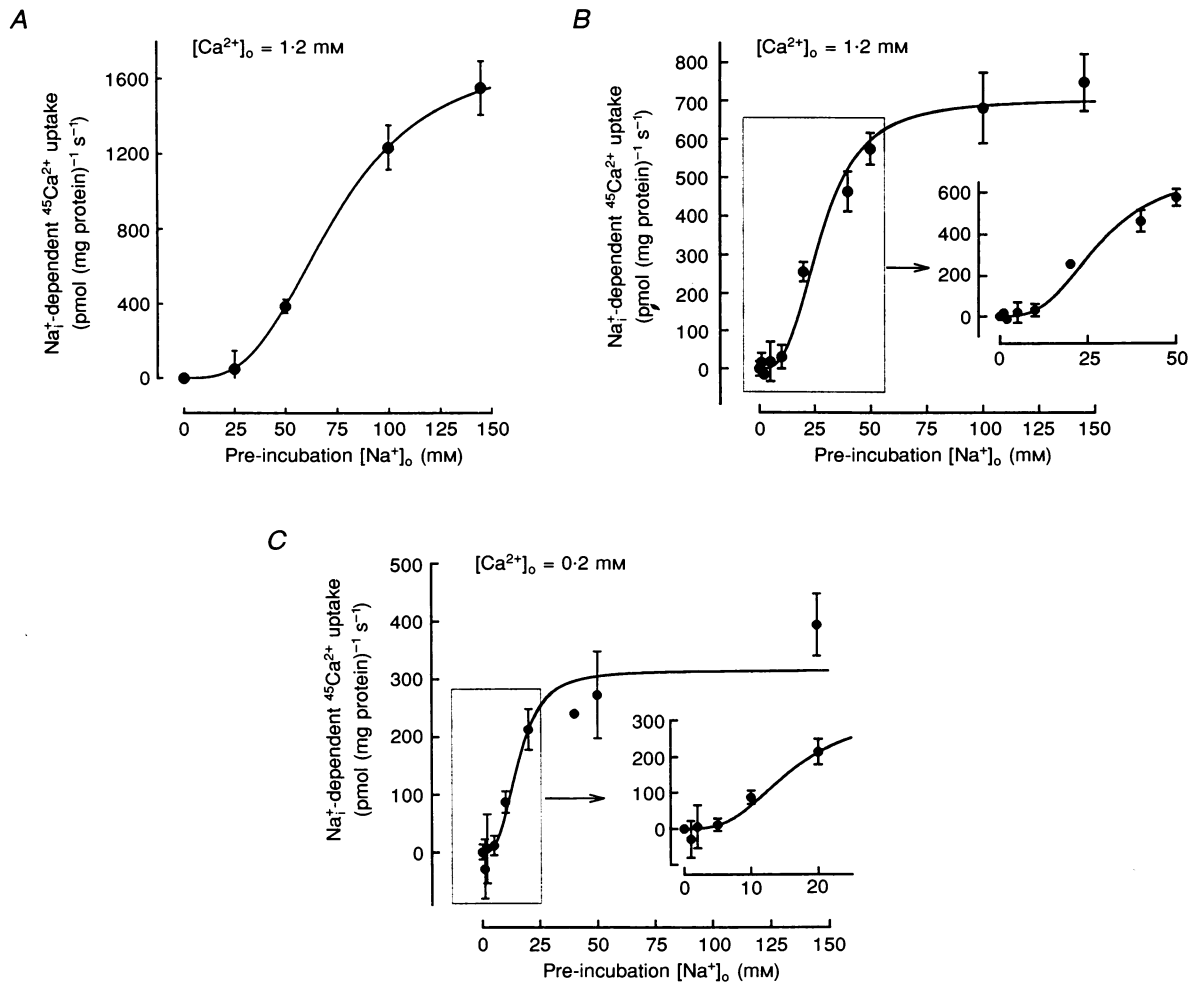 A
[Ca²⁺]ₒ = 1·2 mM
1600
1200
800
400
0
Na⁺ᵢ-dependent ⁴⁵Ca²⁺ uptake
(pmol (mg protein)⁻¹ s⁻¹)
0 25 50 75 100 125 150
Pre-incubation [Na⁺]ₒ (mM)
B
[Ca²⁺]ₒ = 1·2 mM
800
700
600
500
400
300
200
100
0
Na⁺ᵢ-dependent ⁴⁵Ca²⁺ uptake
(pmol (mg protein)⁻¹ s⁻¹)
600
400
200
0
0 25 50
0 25 50 75 100 125 150
Pre-incubation [Na⁺]ₒ (mM)
C
[Ca²⁺]ₒ = 0·2 mM
500
400
300
200
100
0
Na⁺ᵢ-dependent ⁴⁵Ca²⁺ uptake
(pmol (mg protein)⁻¹ s⁻¹)
300
200
100
0
0 10 20
0 25 50 75 100 125 150
Pre-incubation [Na⁺]ₒ (mM)